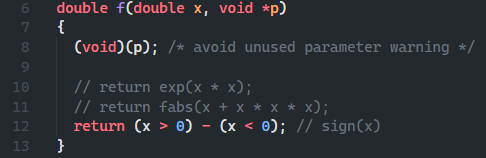 6 double f(double x, void *p)
7 {
8 (void)(p); /* avoid unused parameter warning */
9
10 // return exp(x * x);
11 // return fabs(x + x * x * x);
12 return (x > 0) - (x < 0); // sign(x)
13 }